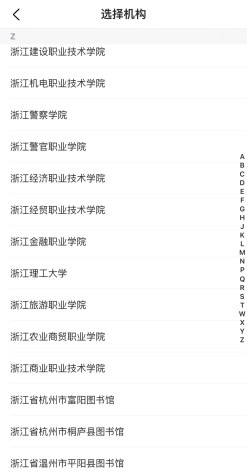 选择机构
Z
浙江建设职业技术学院
浙江机电职业技术学院
浙江警察学院
浙江警官职业学院
浙江经济职业技术学院
浙江经贸职业技术学院
浙江金融职业学院
浙江理工大学
浙江旅游职业学院
浙江农业商贸职业学院
浙江商业职业技术学院
浙江省杭州市富阳图书馆
浙江省杭州市桐庐县图书馆
浙江省温州市平阳县图书馆
A
B
C
D
E
F
G
H
J
K
L
M
N
P
Q
R
S
T
W
X
Y
Z